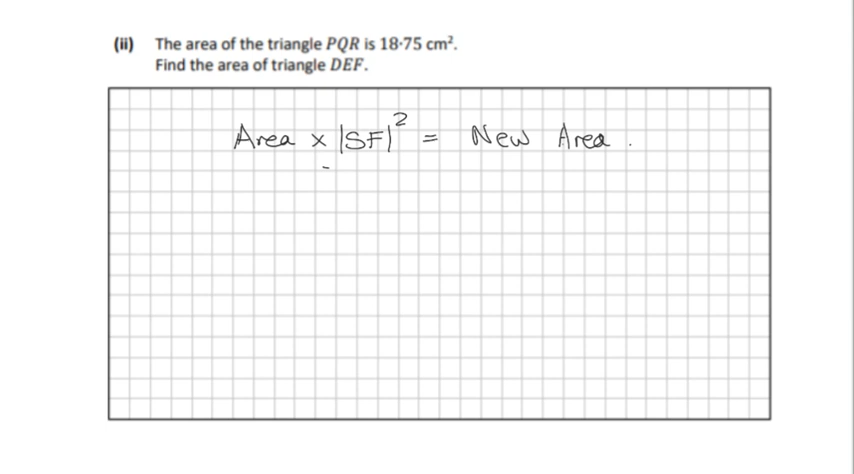 (ii) The area of the triangle PQR is 18·75 cm².
Find the area of triangle DEF.
Area × |SF|² = New Area.